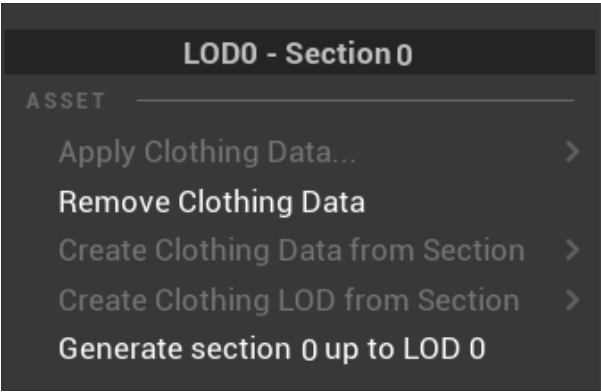 LOD0 - Section 0
ASSET
Apply Clothing Data...
Remove Clothing Data
Create Clothing Data from Section
Create Clothing LOD from Section
Generate section 0 up to LOD 0